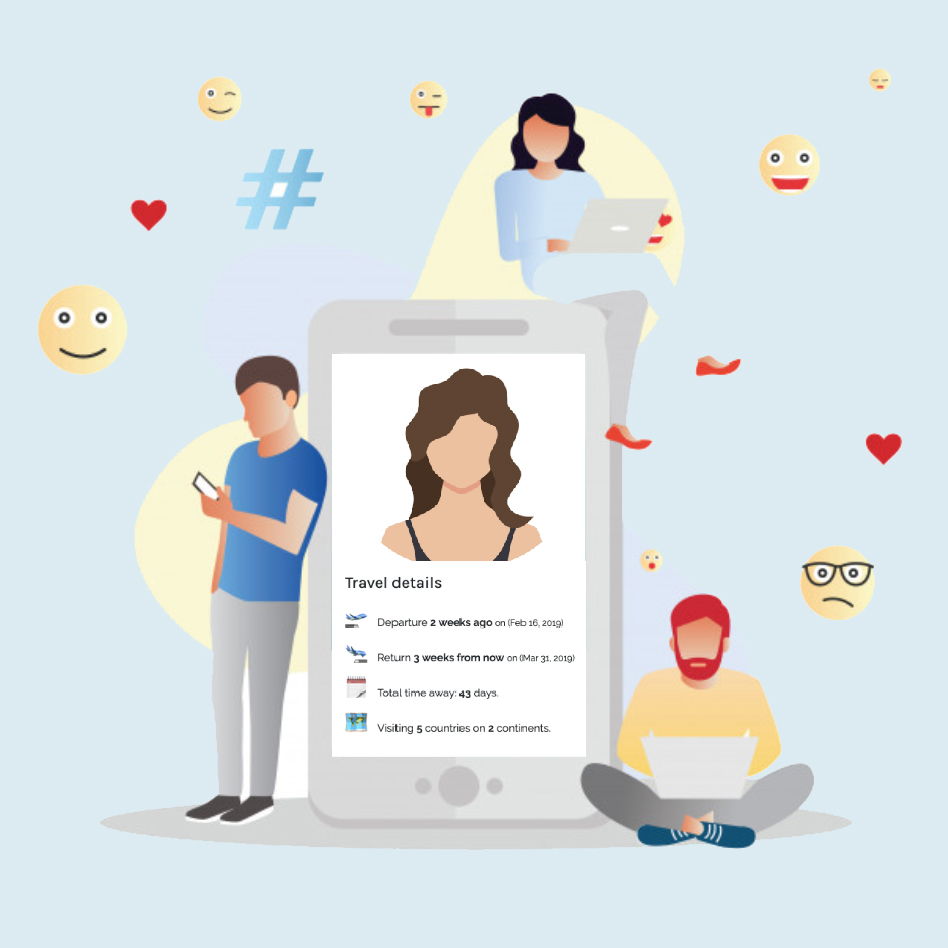 #
Travel details
Departure 2 weeks ago on (Feb 16, 2019)
Return 3 weeks from now on (Mar 31, 2019)
Total time away: 43 days.
Visiting 5 countries on 2 continents.